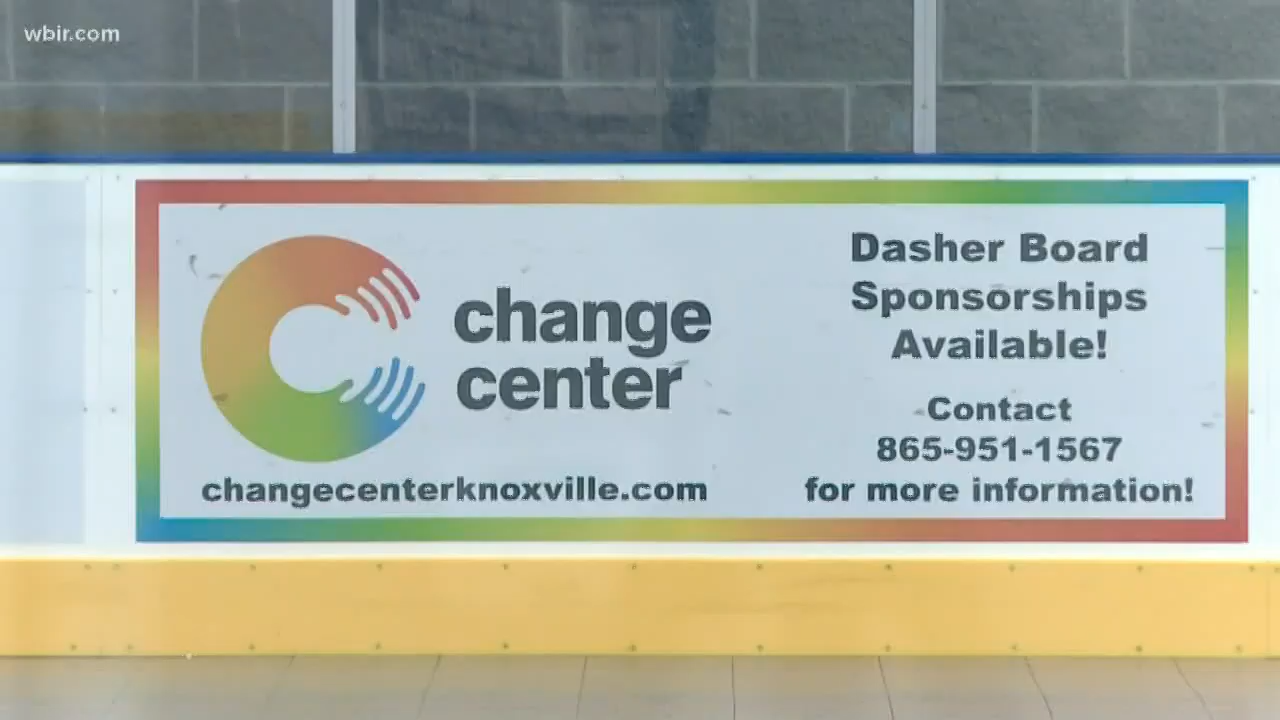 wbir.com
change
center
changecenterknoxville.com
Dasher Board
Sponsorships
Available!
Contact
865-951-1567
for more information!